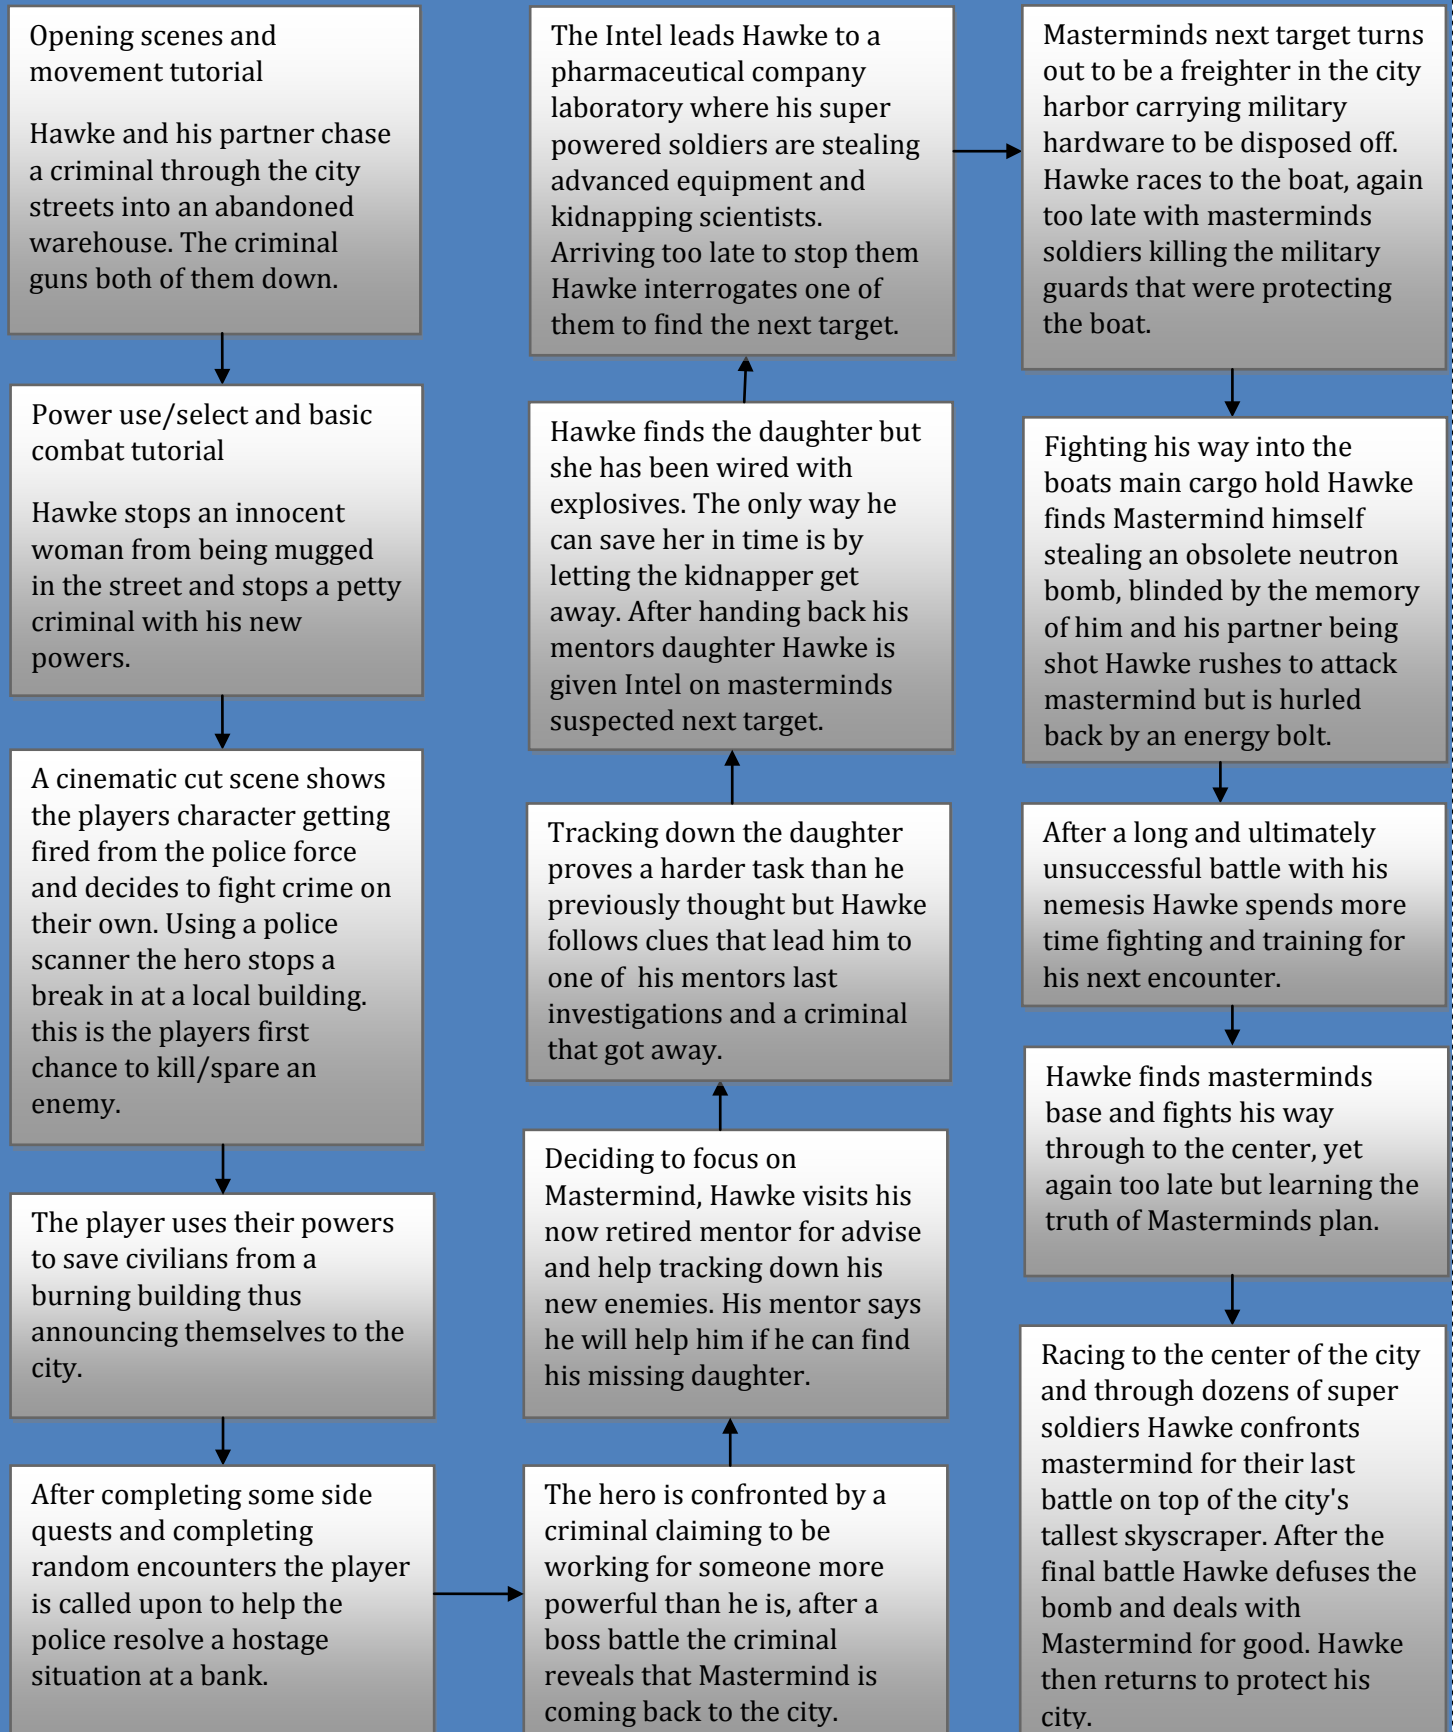 Opening scenes and
movement tutorial
Hawke and his partner chase
a criminal through the city
streets into an abandoned
warehouse. The criminal
guns both of them down.
Power use/select and basic
combat tutorial
Hawke stops an innocent
woman from being mugged
in the street and stops a petty
criminal with his new
powers.
A cinematic cut scene shows
the players character getting
fired from the police force
and decides to fight crime on
their own. Using a police
scanner the hero stops a
break in at a local building.
this is the players first
chance to kill/spare an
enemy.
The player uses their powers
to save civilians from a
burning building thus
announcing themselves to the
city.
After completing some side
quests and completing
random encounters the player
is called upon to help the
police resolve a hostage
situation at a bank.
The hero is confronted by a
criminal claiming to be
working for someone more
powerful than he is, after a
boss battle the criminal
reveals that Mastermind is
coming back to the city.
Deciding to focus on
Mastermind, Hawke visits his
now retired mentor for advise
and help tracking down his
new enemies. His mentor says
he will help him if he can find
his missing daughter.
Tracking down the daughter
proves a harder task than he
previously thought but Hawke
follows clues that lead him to
one of  his mentors last
investigations and a criminal
that got away.
Hawke finds the daughter but
she has been wired with
explosives. The only way he
can save her in time is by
letting the kidnapper get
away. After handing back his
mentors daughter Hawke is
given Intel on masterminds
suspected next target.
The Intel leads Hawke to a
pharmaceutical company
laboratory where his super
powered soldiers are stealing
advanced equipment and
kidnapping scientists.
Arriving too late to stop them
Hawke interrogates one of
them to find the next target.
Masterminds next target turns
out to be a freighter in the city
harbor carrying military
hardware to be disposed off.
Hawke races to the boat, again
too late with masterminds
soldiers killing the military
guards that were protecting
the boat.
Fighting his way into the
boats main cargo hold Hawke
finds Mastermind himself
stealing an obsolete neutron
bomb, blinded by the memory
of him and his partner being
shot Hawke rushes to attack
mastermind but is hurled
back by an energy bolt.
After a long and ultimately
unsuccessful battle with his
nemesis Hawke spends more
time fighting and training for
his next encounter.
Hawke finds masterminds
base and fights his way
through to the center, yet
again too late but learning the
truth of Masterminds plan.
Racing to the center of the city
and through dozens of super
soldiers Hawke confronts
mastermind for their last
battle on top of the city's
tallest skyscraper. After the
final battle Hawke defuses the
bomb and deals with
Mastermind for good. Hawke
then returns to protect his
city.